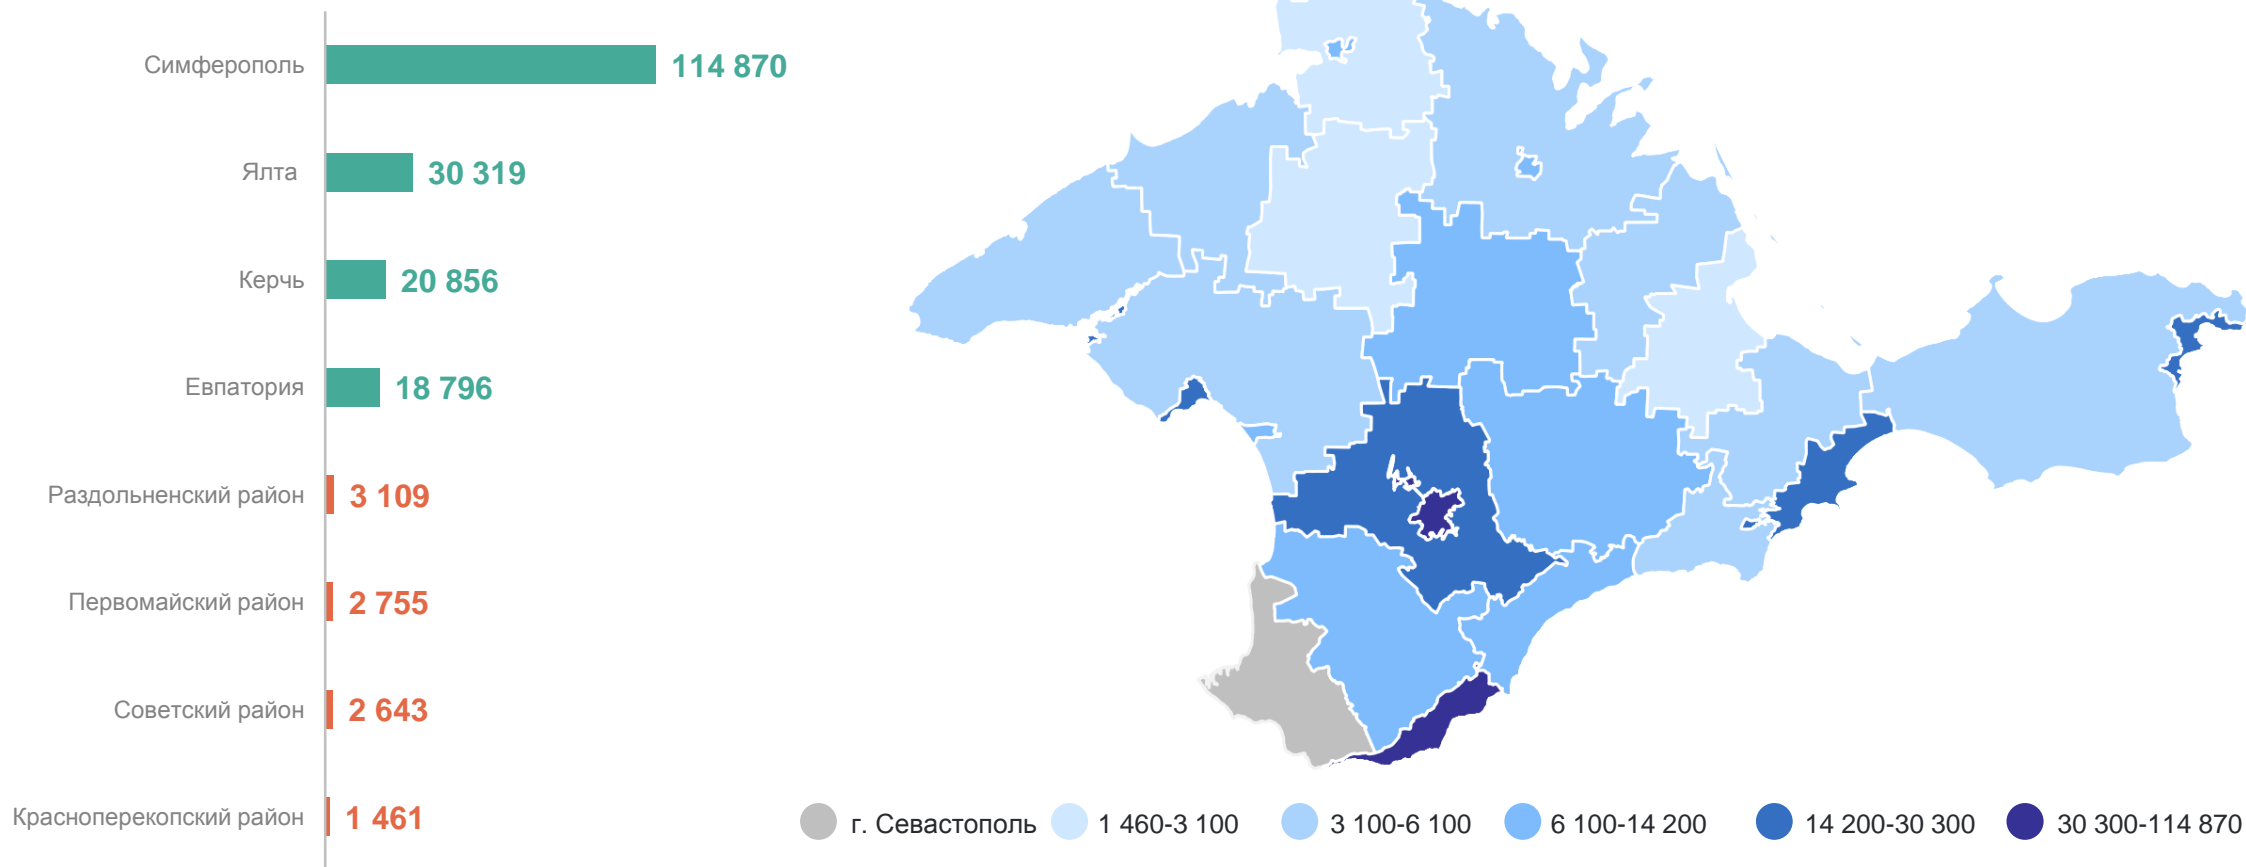 Симферополь 114 870
Ялта 30 319
Керчь 20 856
Евпатория 18 796
Раздольненский район 3 109
Первомайский район 2 755
Советский район 2 643
Красноперекопский район 1 461
г. Севастополь 1 460-3 100 3 100-6 100 6 100-14 200 14 200-30 300 30 300-114 870